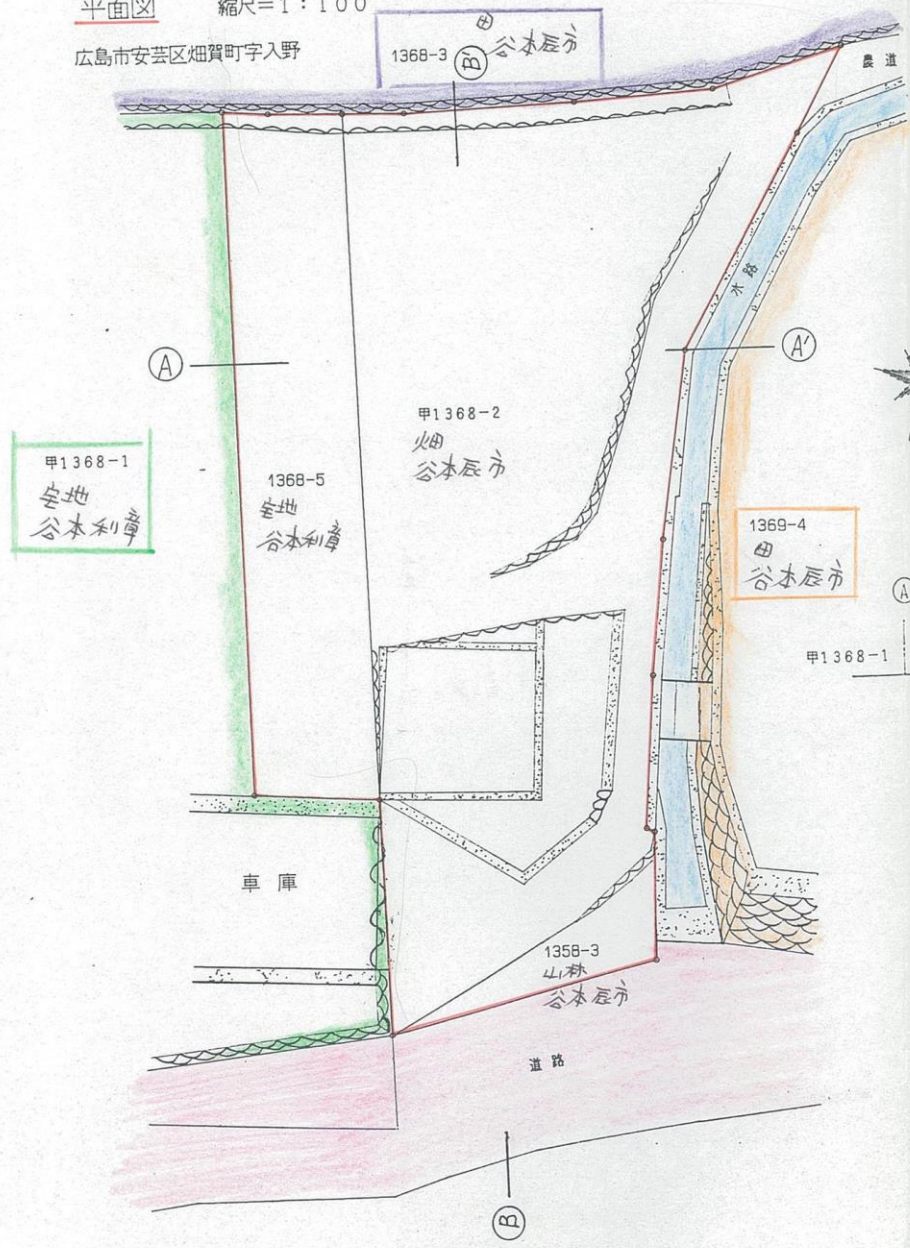 平面図 縮尺=1:100
広島市安芸区畑賀町字入野
田
1368-3 谷本辰市
B'
農道
水路
A
A'
甲1368-2
畑
谷本辰市
甲1368-1
宅地
谷本利章
1368-5
宅地
谷本利章
1369-4
田
谷本辰市
A
甲1368-1
車庫
1358-3
山林
谷本辰市
道路
B